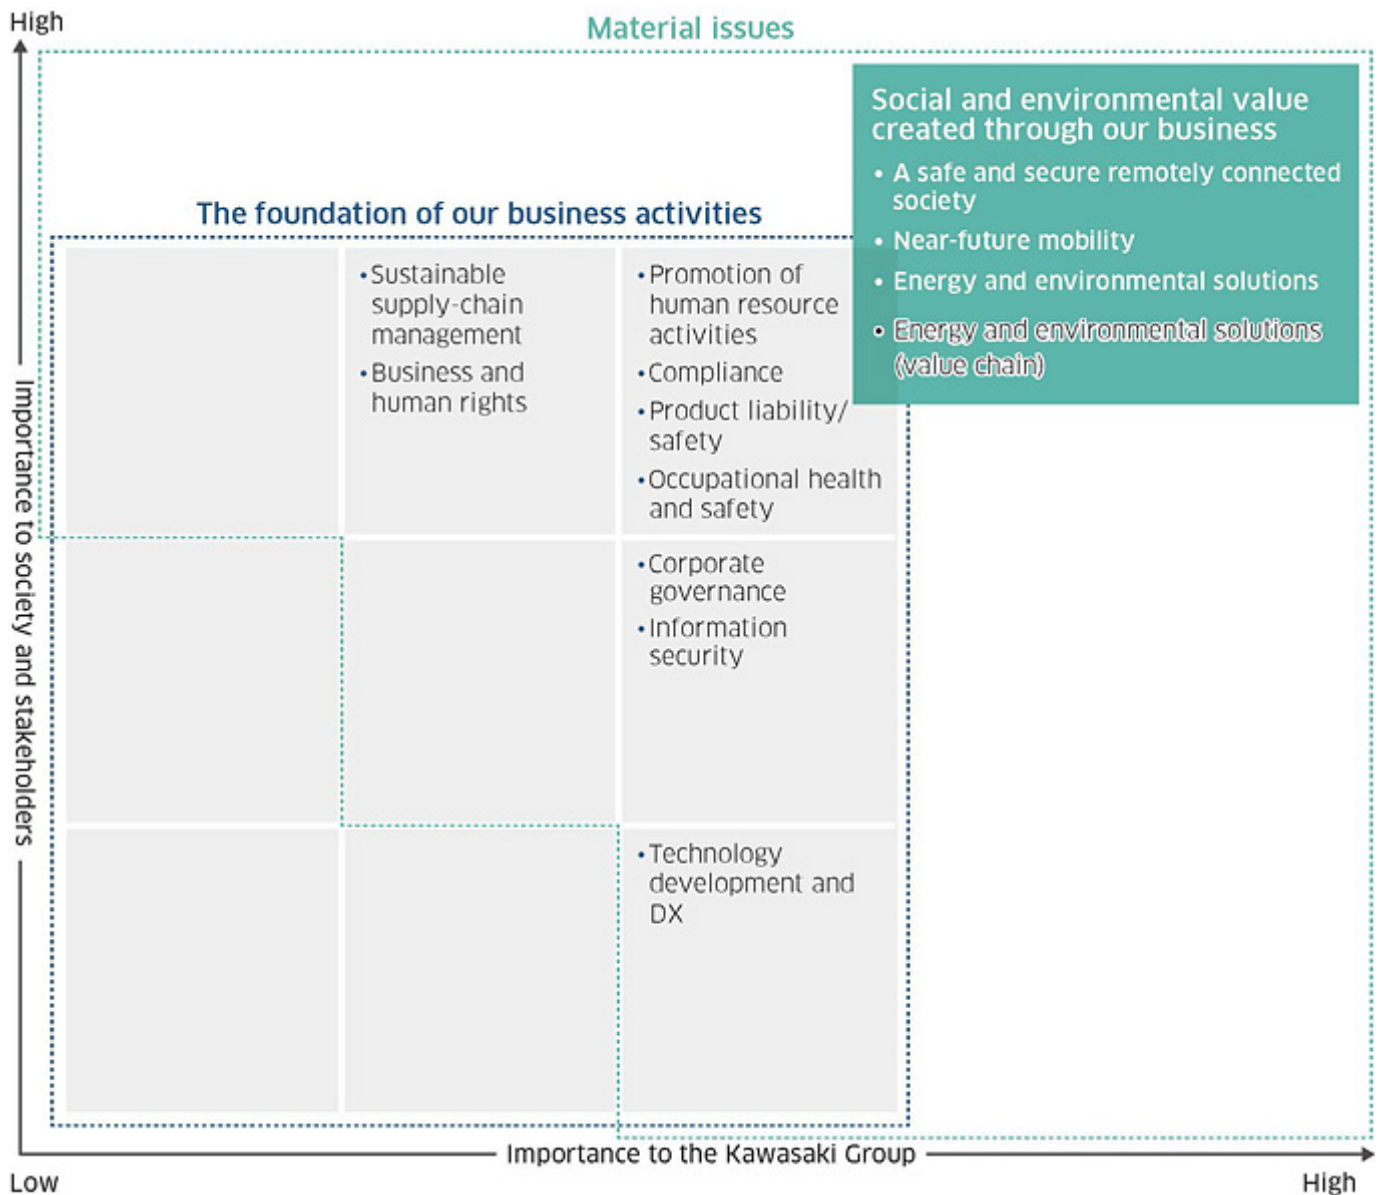 High
Material issues
Social and environmental value
created through our business
• A safe and secure remotely connected
society
• Near-future mobility
• Energy and environmental solutions
• Energy and environmental solutions
(value chain)
The foundation of our business activities
• Sustainable
supply-chain
management
• Business and
human rights
• Promotion of
human resource
activities
• Compliance
• Product liability/
safety
• Occupational health
and safety
• Corporate
governance
• Information
security
• Technology
development and
DX
Importance to society and stakeholders
Importance to the Kawasaki Group
Low
High